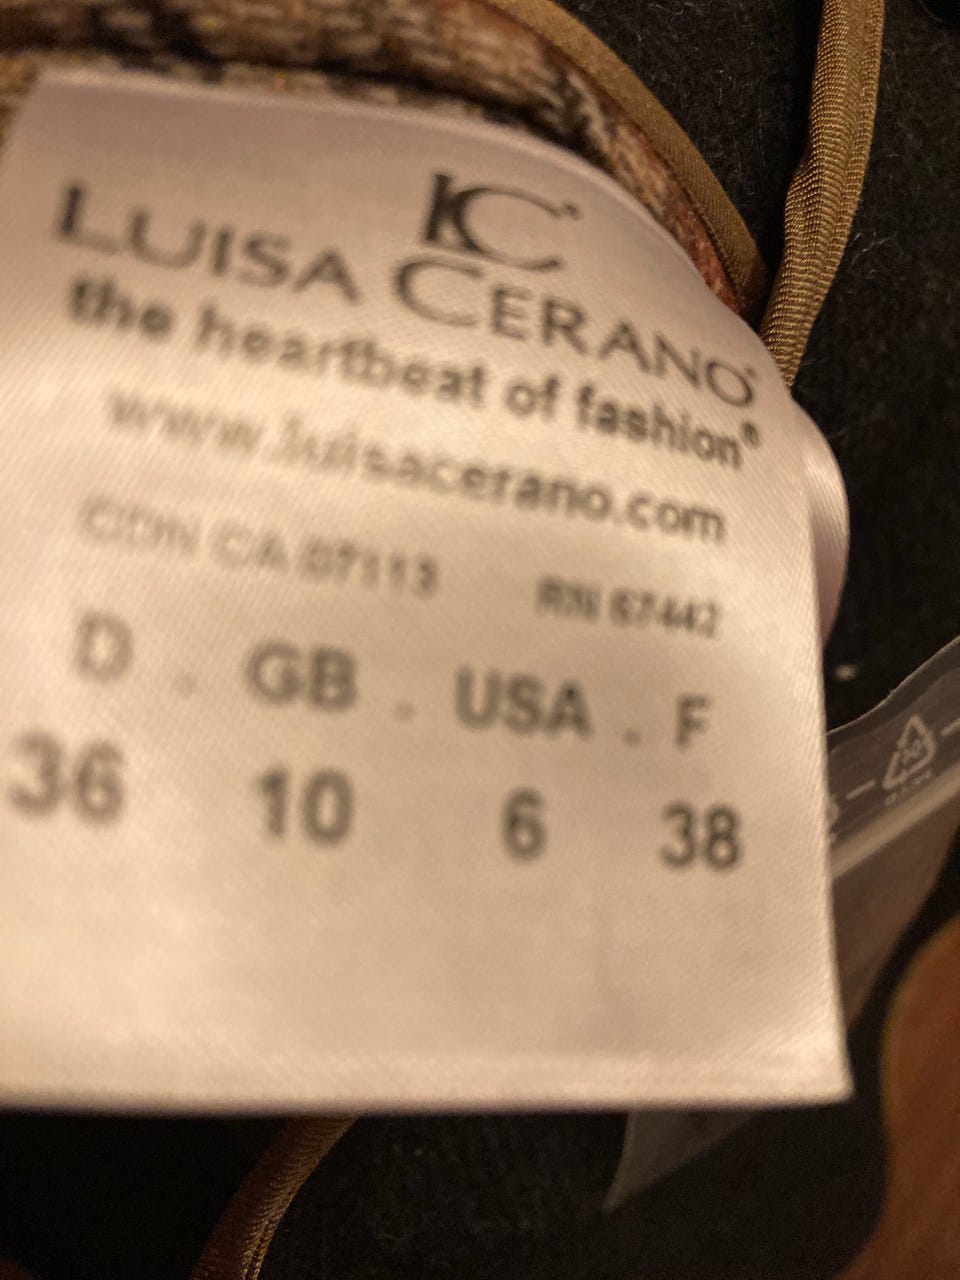 LC
LUISA CERANO®
the heartbeat of fashion®
www.luisacerano.com
CDN CA 07113 RN 67442
D . GB . USA . F
36 10 6 38